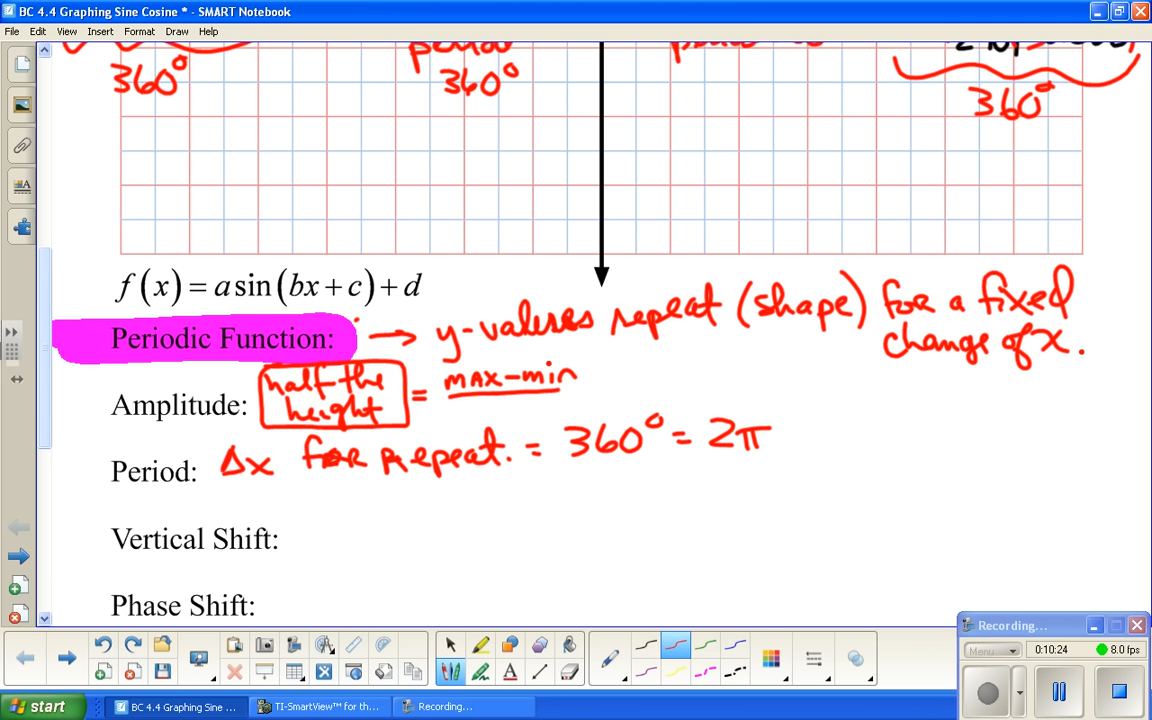 BC 4.4 Graphing Sine Cosine * - SMART Notebook
File Edit View Insert Format Draw Help
period
360°
360°
360°
f(x) = a sin(bx + c) + d
Periodic Function: → y-values repeat (shape) for a fixed
change of x.
Amplitude: half the
height = max-min
Period: Δx for repeat. = 360° = 2π
Vertical Shift:
Phase Shift:
Recording...
Menu 0:10:24 8.0 fps
start BC 4.4 Graphing Sine ... TI-SmartView™ for th... Recording...